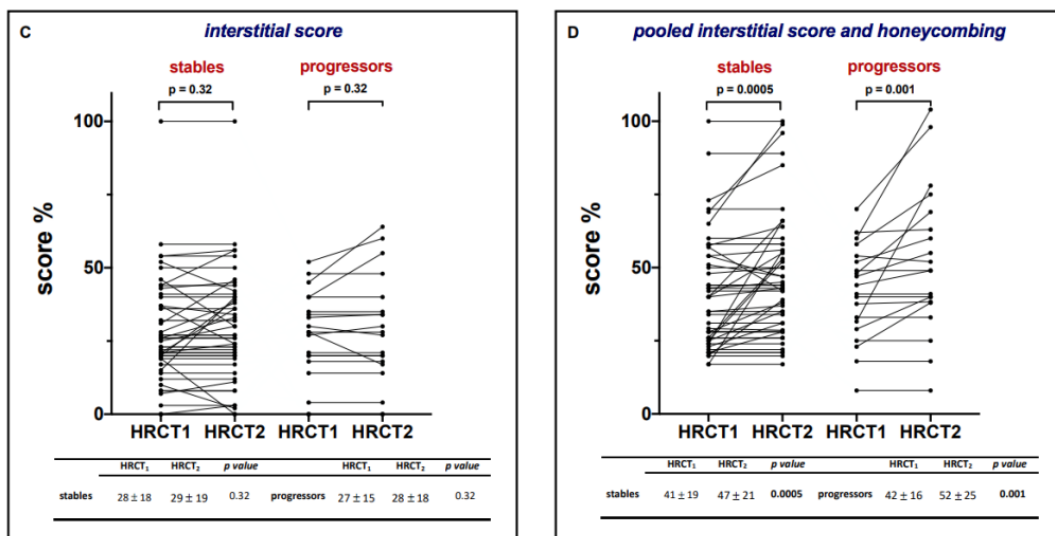 C
interstitial score
stables
progressors
p = 0.32
p = 0.32
100
50
0
score %
HRCT1 HRCT2 HRCT1 HRCT2
HRCT₁ HRCT₂ p value HRCT₁ HRCT₂ p value
stables 28 ± 18 29 ± 19 0.32 progressors 27 ± 15 28 ± 18 0.32
D
pooled interstitial score and honeycombing
stables
progressors
p = 0.0005
p = 0.001
100
50
0
score %
HRCT1 HRCT2 HRCT1 HRCT2
HRCT₁ HRCT₂ p value HRCT₁ HRCT₂ p value
stables 41 ± 19 47 ± 21 0.0005 progressors 42 ± 16 52 ± 25 0.001